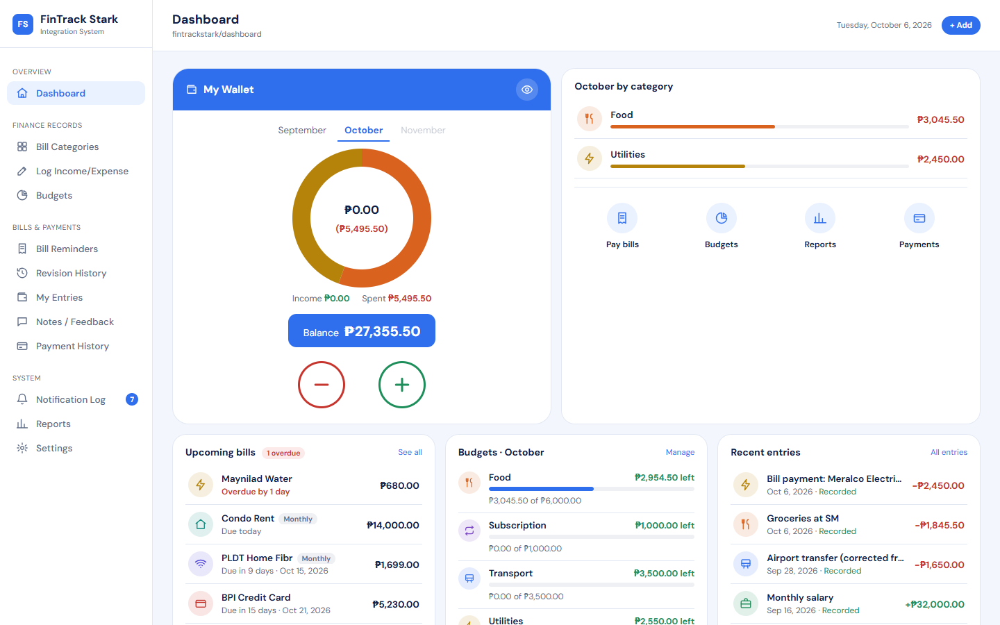 FS
FinTrack Stark
Integration System
OVERVIEW
Dashboard
FINANCE RECORDS
Bill Categories
Log Income/Expense
Budgets
BILLS & PAYMENTS
Bill Reminders
Revision History
My Entries
Notes / Feedback
Payment History
SYSTEM
Notification Log 7
Reports
Settings
Dashboard
fintrackstark/dashboard
Tuesday, October 6, 2026
+ Add
My Wallet
September October November
₱0.00
(₱5,495.50)
Income ₱0.00 Spent ₱5,495.50
Balance ₱27,355.50
October by category
Food
₱3,045.50
Utilities
₱2,450.00
Pay bills Budgets Reports Payments
Upcoming bills 1 overdue See all
Maynilad Water
Overdue by 1 day
₱680.00
Condo Rent Monthly
Due today
₱14,000.00
PLDT Home Fibr Monthly
Due in 9 days · Oct 15, 2026
₱1,699.00
BPI Credit Card
Due in 15 days · Oct 21, 2026
₱5,230.00
Budgets · October Manage
Food ₱2,954.50 left
₱3,045.50 of ₱6,000.00
Subscription ₱1,000.00 left
₱0.00 of ₱1,000.00
Transport ₱3,500.00 left
₱0.00 of ₱3,500.00
Utilities ₱2,550.00 left
Recent entries All entries
Bill payment: Meralco Electri...
Oct 6, 2026 · Recorded
−₱2,450.00
Groceries at SM
Oct 6, 2026 · Recorded
−₱1,845.50
Airport transfer (corrected fr...
Sep 28, 2026 · Recorded
−₱1,650.00
Monthly salary
Sep 16, 2026 · Recorded
+₱32,000.00